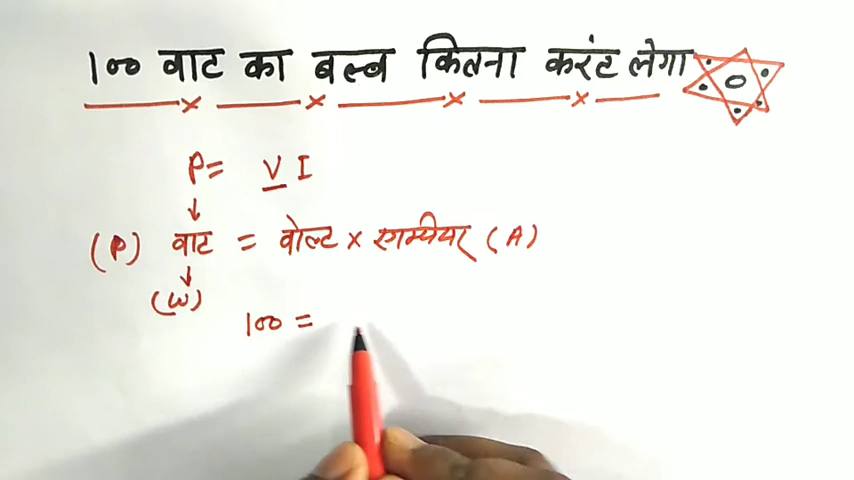 100 वाट का बल्ब कितना करंट लेगा
P= V I
(P) वाट = वोल्ट x एम्पियर (A)
(W)
100 =